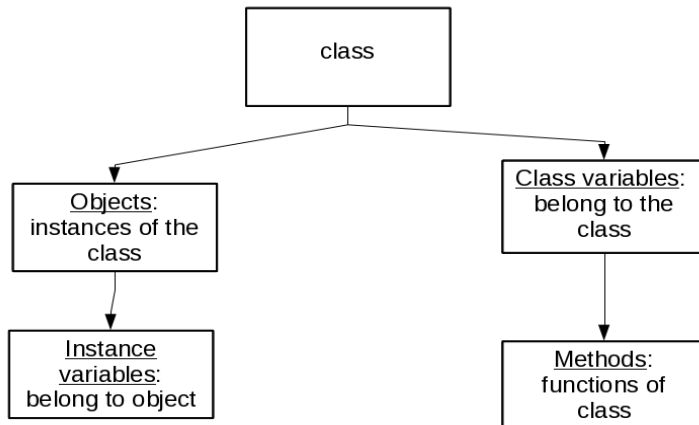 class
Objects:
instances of the
class
Class variables:
belong to the
class
Instance
variables:
belong to object
Methods:
functions of
class